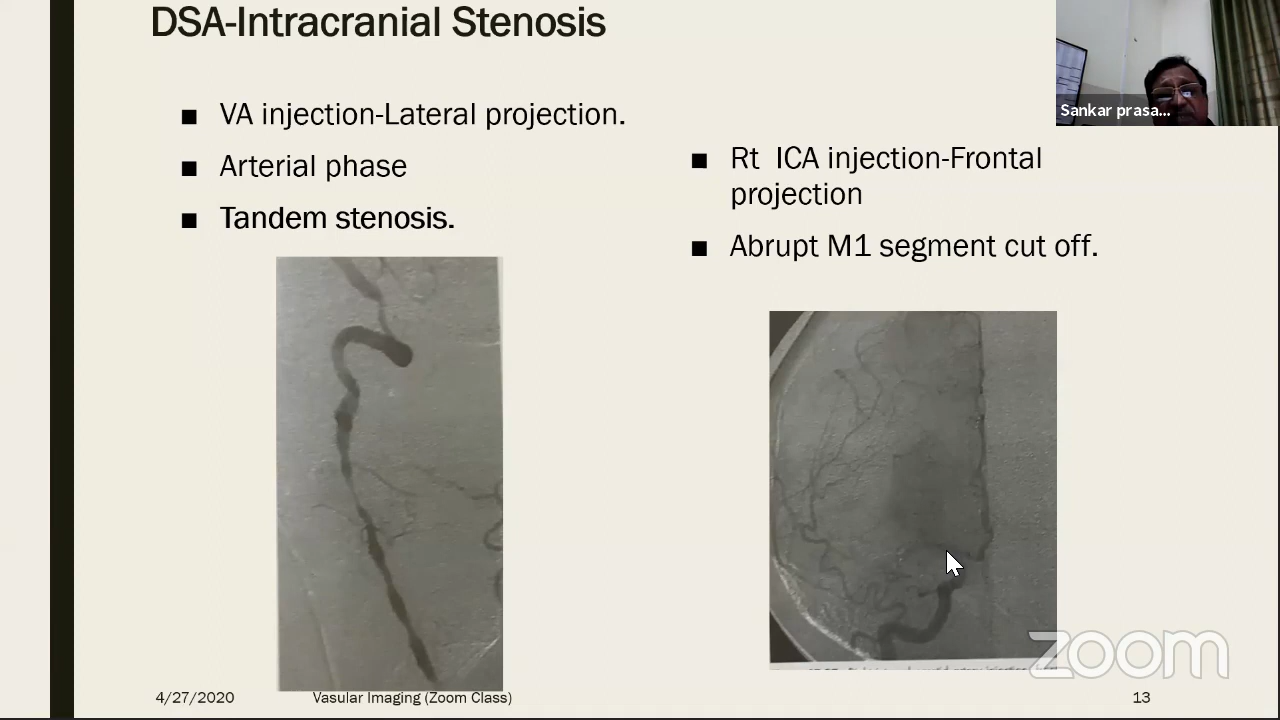 DSA-Intracranial Stenosis
VA injection-Lateral projection.
Arterial phase
Tandem stenosis.
Rt ICA injection-Frontal
projection
Abrupt M1 segment cut off.
Sankar prasa...
zoom
4/27/2020
Vasular Imaging (Zoom Class)
13